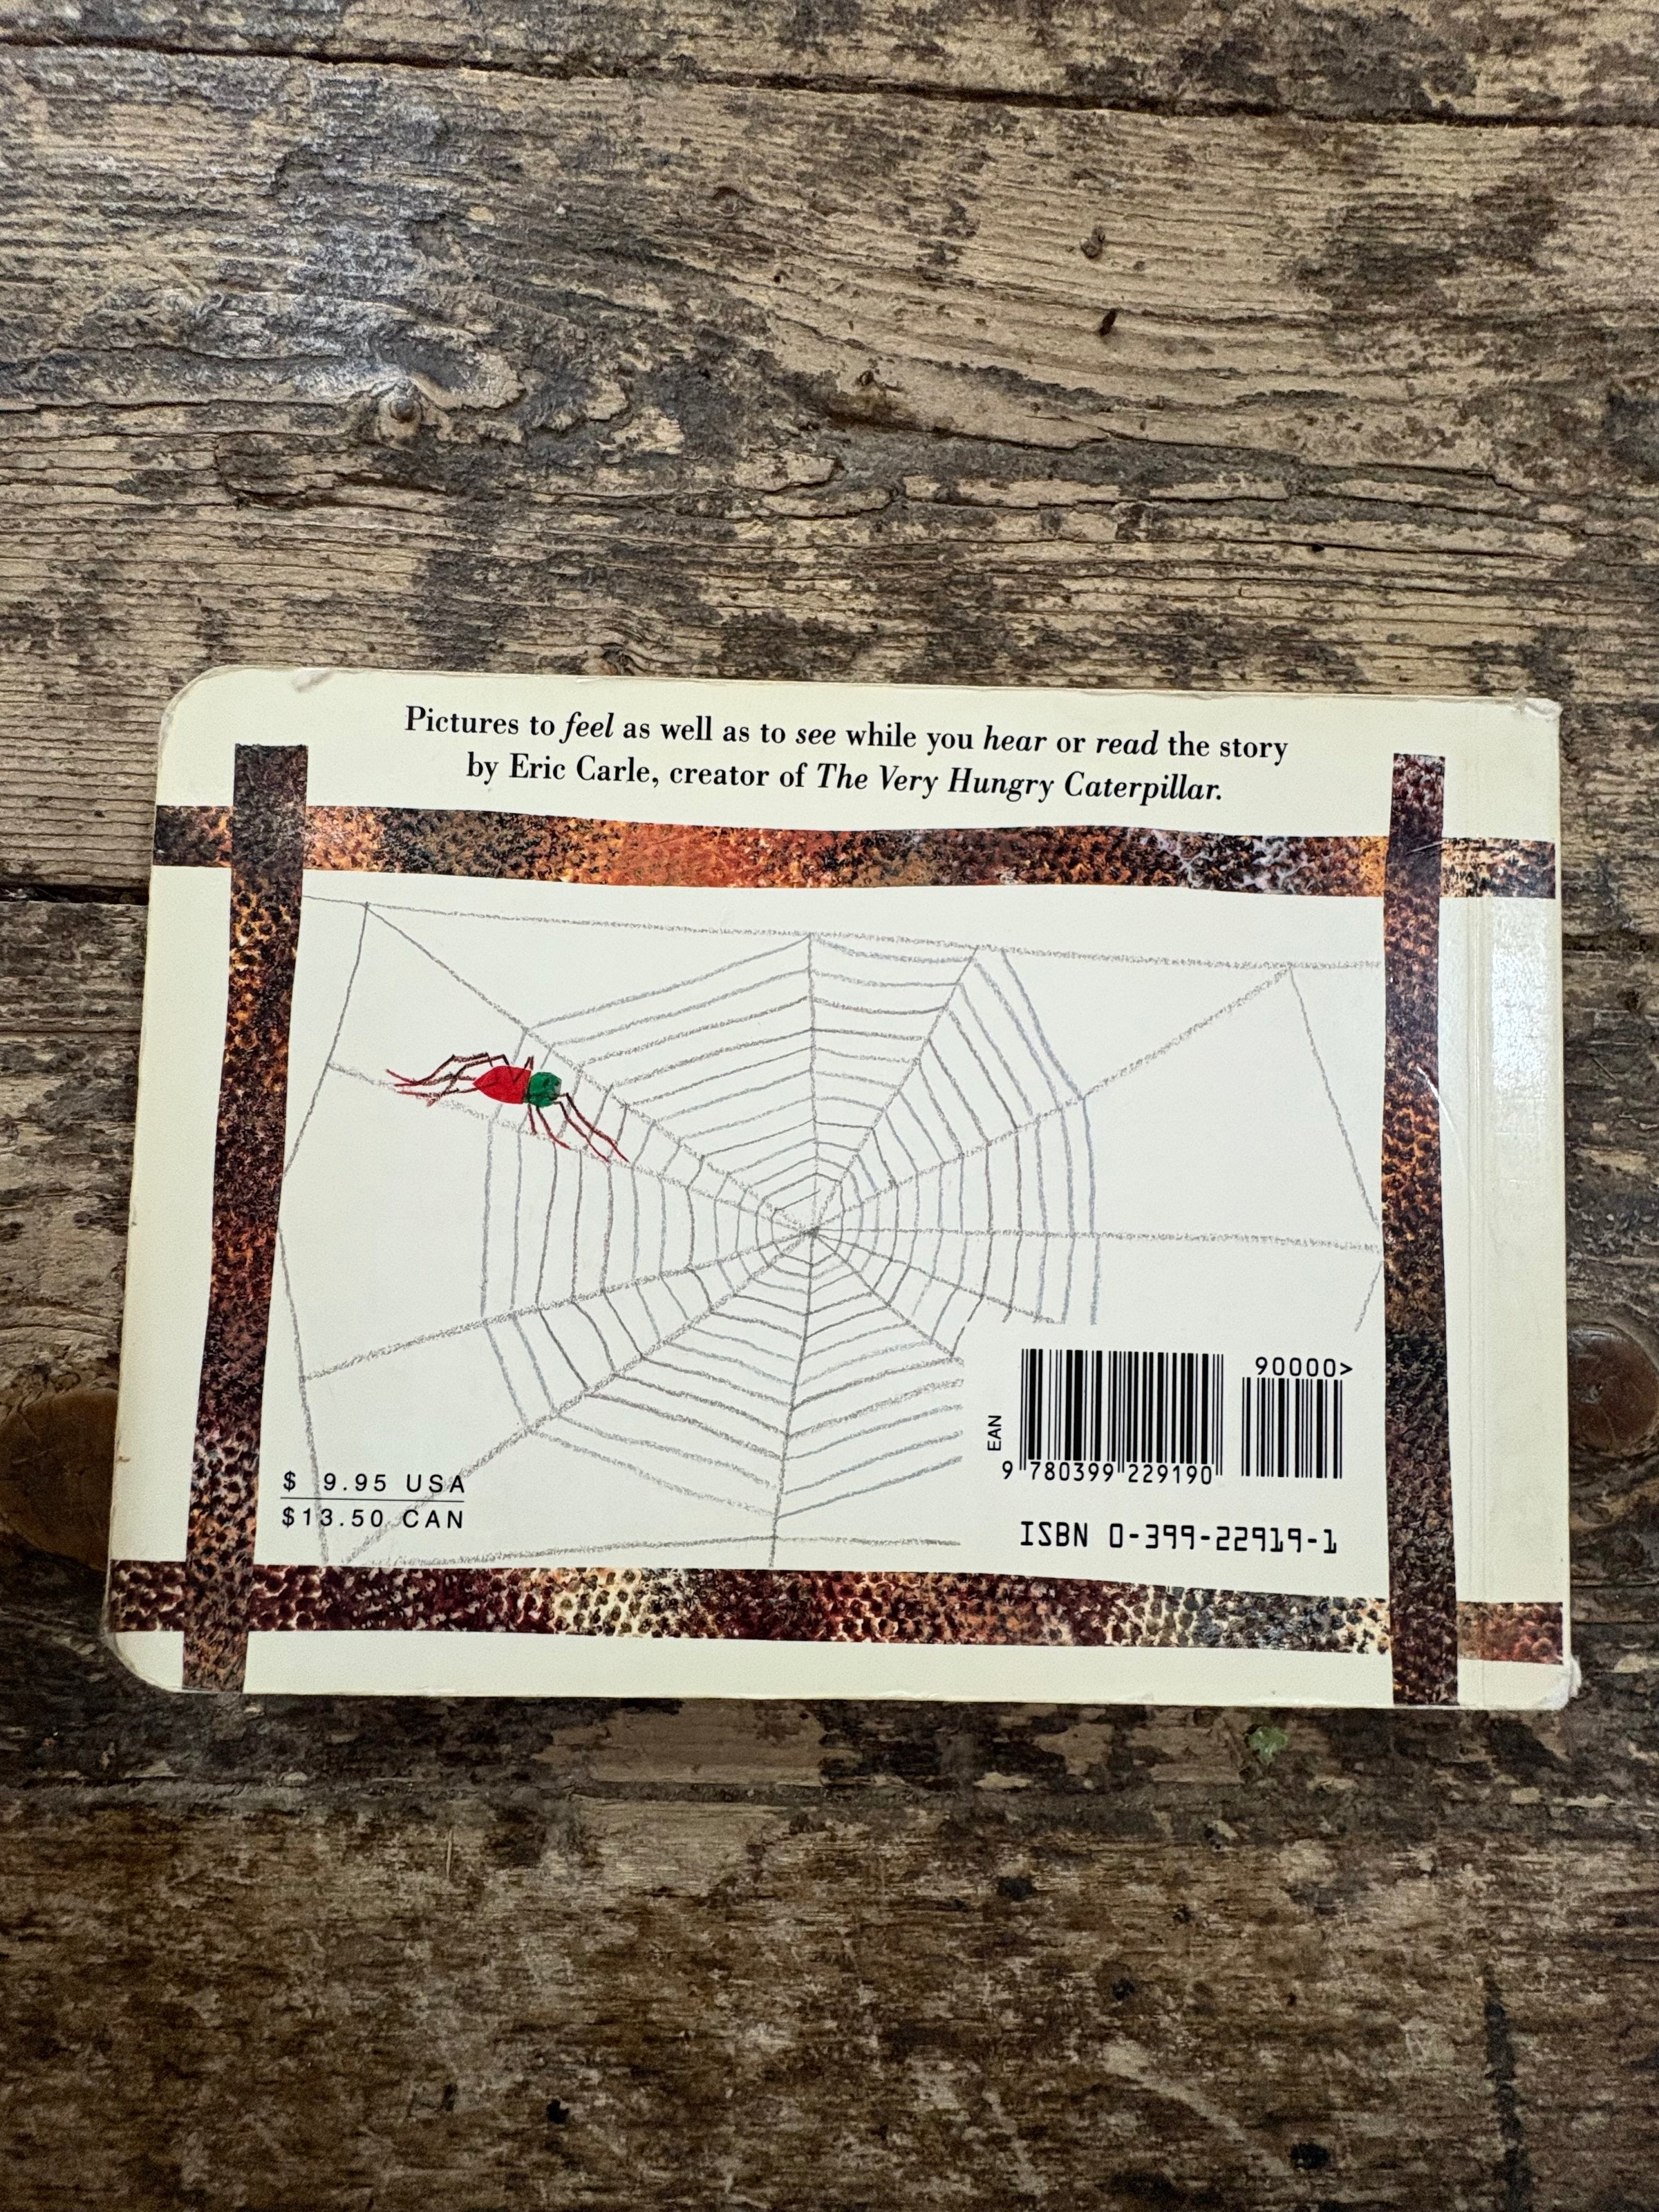 Pictures to feel as well as to see while you hear or read the story
by Eric Carle, creator of The Very Hungry Caterpillar.
$ 9.95 USA
$13.50 CAN
EAN
90000>
9 780399 229190
ISBN 0-399-22919-1